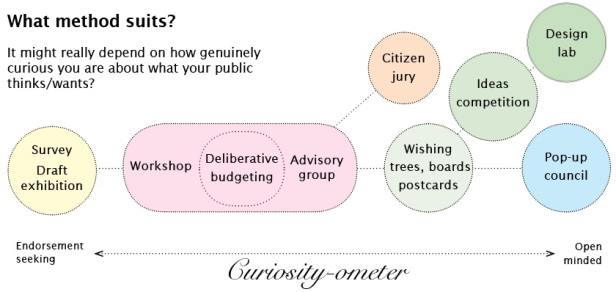 What method suits?
It might really depend on how genuinely
curious you are about what your public
thinks/wants?
Design
lab
Citizen
jury
Ideas
competition
Survey
Draft
exhibition
Workshop
Deliberative
budgeting
Advisory
group
Wishing
trees, boards
postcards
Pop-up
council
Endorsement
seeking
Open
minded
Curiosity-ometer